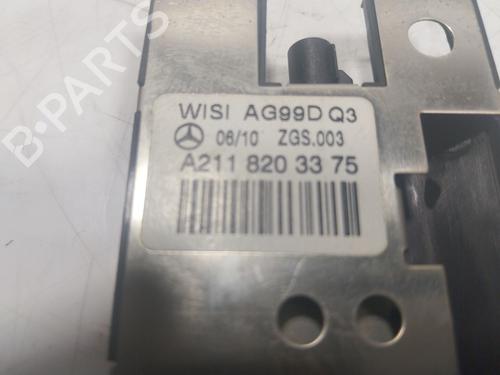 B-PARTS
WISI AG99D Q3
06/10 ZGS.003
A211 820 33 75